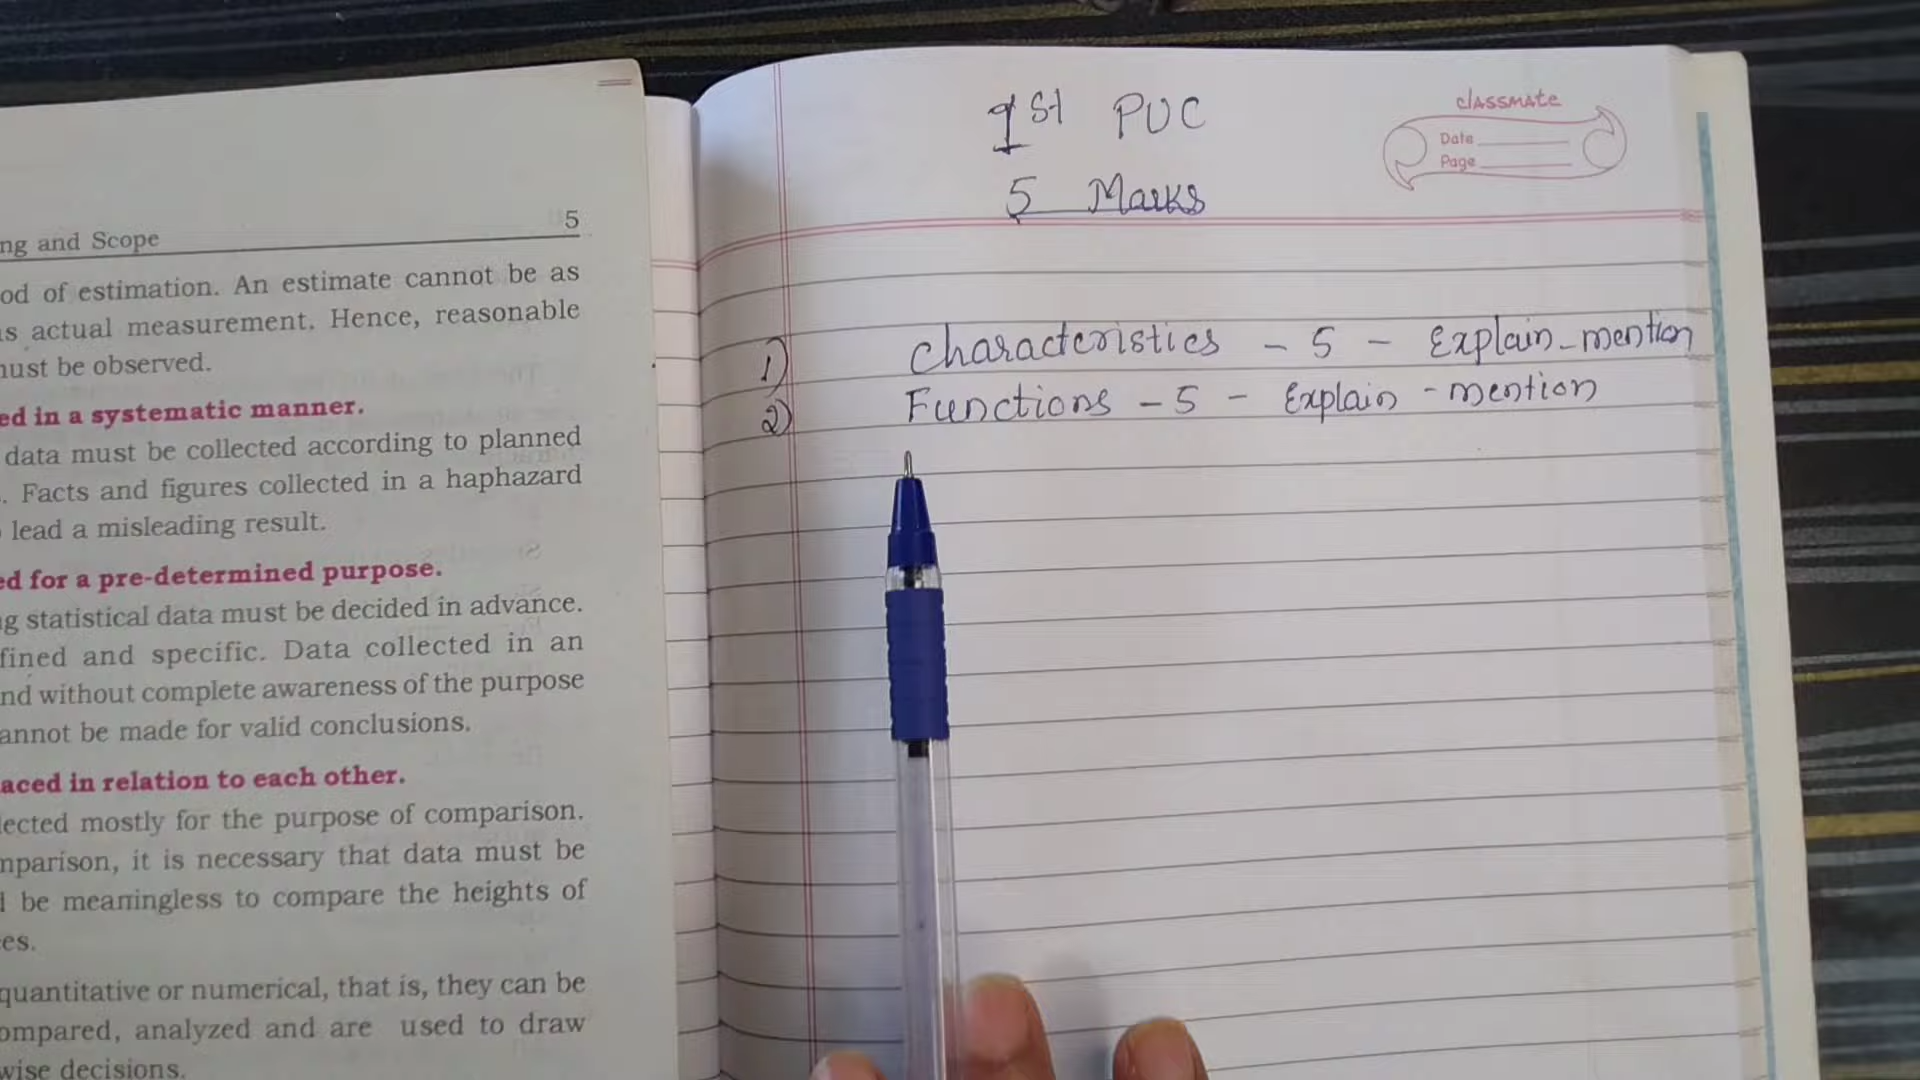 ng and Scope 5
od of estimation. An estimate cannot be as
s actual measurement. Hence, reasonable
must be observed.
ed in a systematic manner.
data must be collected according to planned
. Facts and figures collected in a haphazard
lead a misleading result.
ed for a pre-determined purpose.
g statistical data must be decided in advance.
fined and specific. Data collected in an
nd without complete awareness of the purpose
annot be made for valid conclusions.
aced in relation to each other.
lected mostly for the purpose of comparison.
mparison, it is necessary that data must be
d be meaningless to compare the heights of
es.
quantitative or numerical, that is, they can be
ompared, analyzed and are used to draw
wise decisions.
1st PUC
5 Marks
classmate
Date
Page
1) Characteristics - 5 - Explain - mention
2) Functions - 5 - Explain - mention